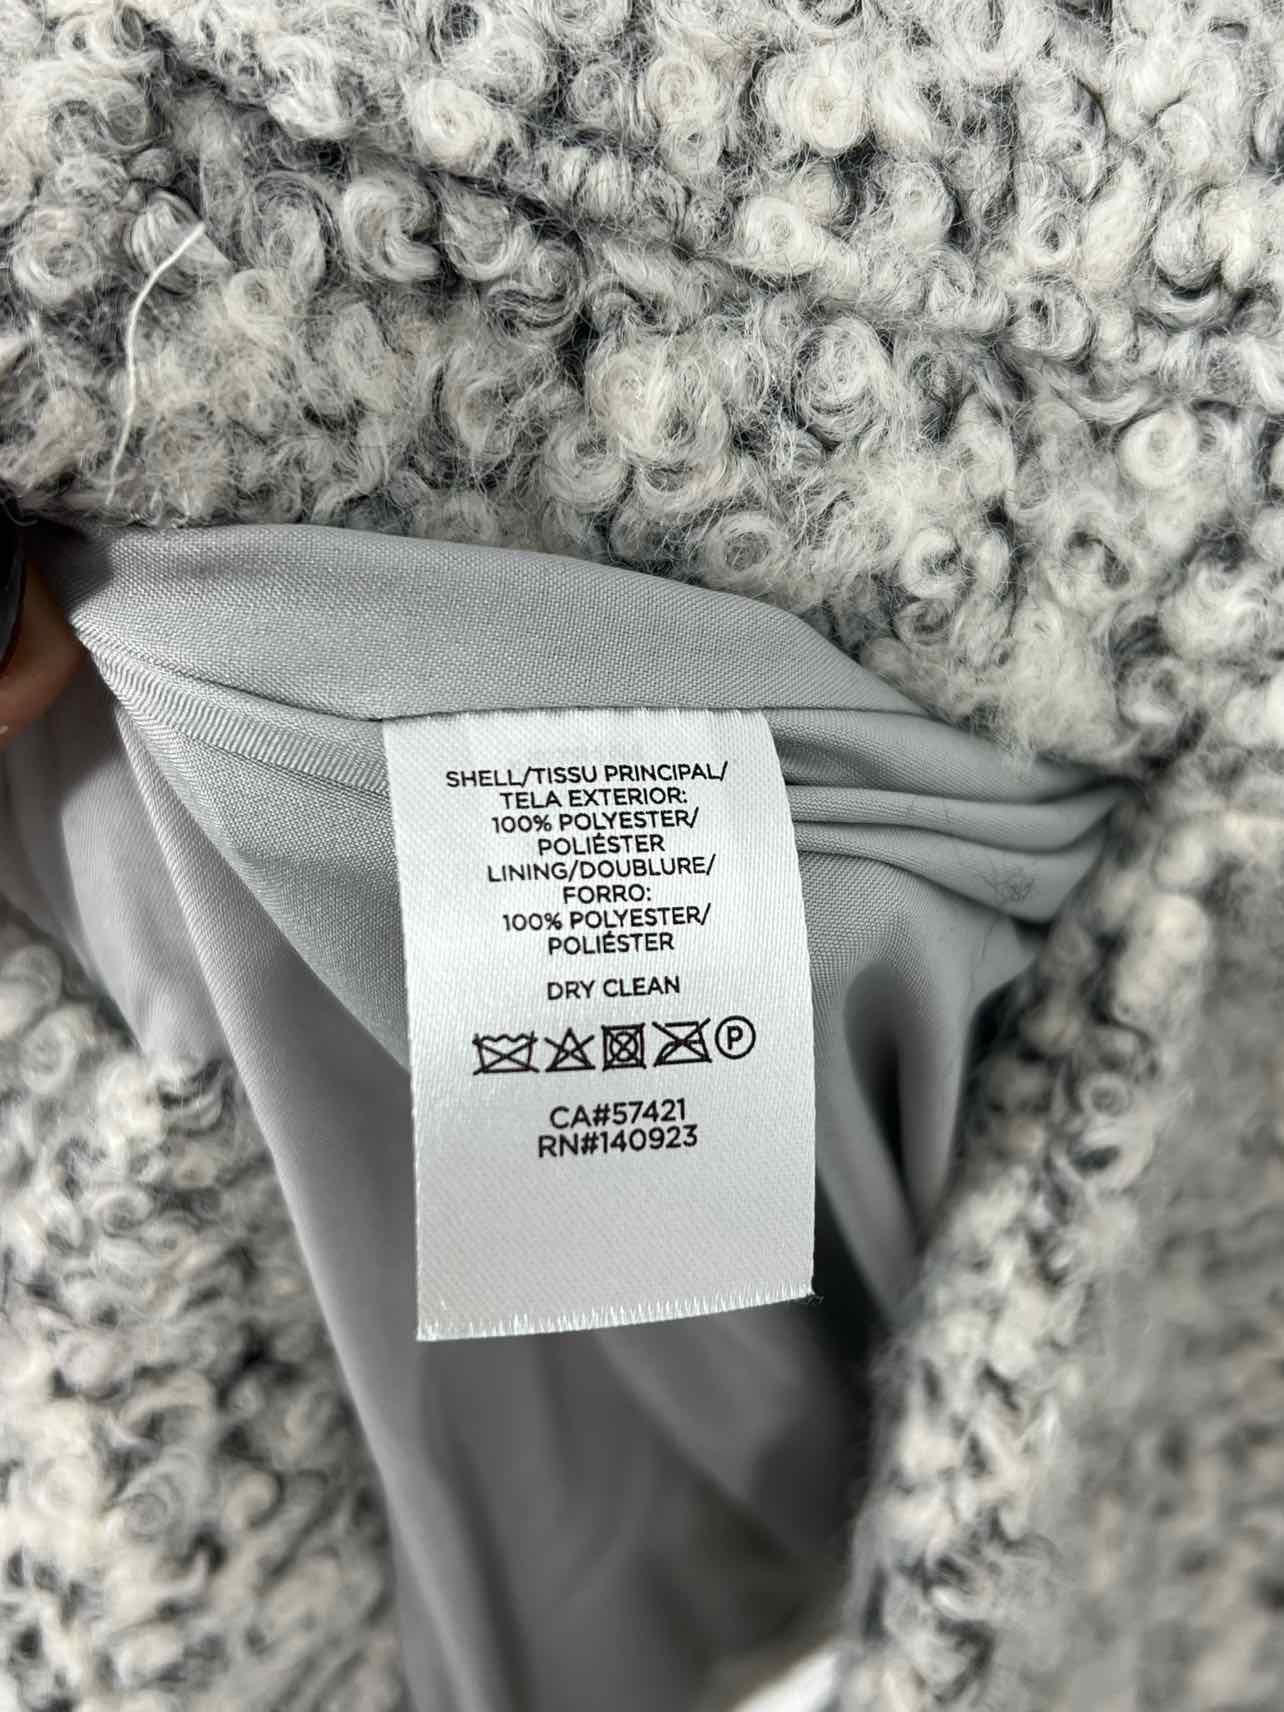 SHELL/TISSU PRINCIPAL/
TELA EXTERIOR:
100% POLYESTER/
POLIÉSTER
LINING/DOUBLURE/
FORRO:
100% POLYESTER/
POLIÉSTER
DRY CLEAN
P
CA#57421
RN#140923